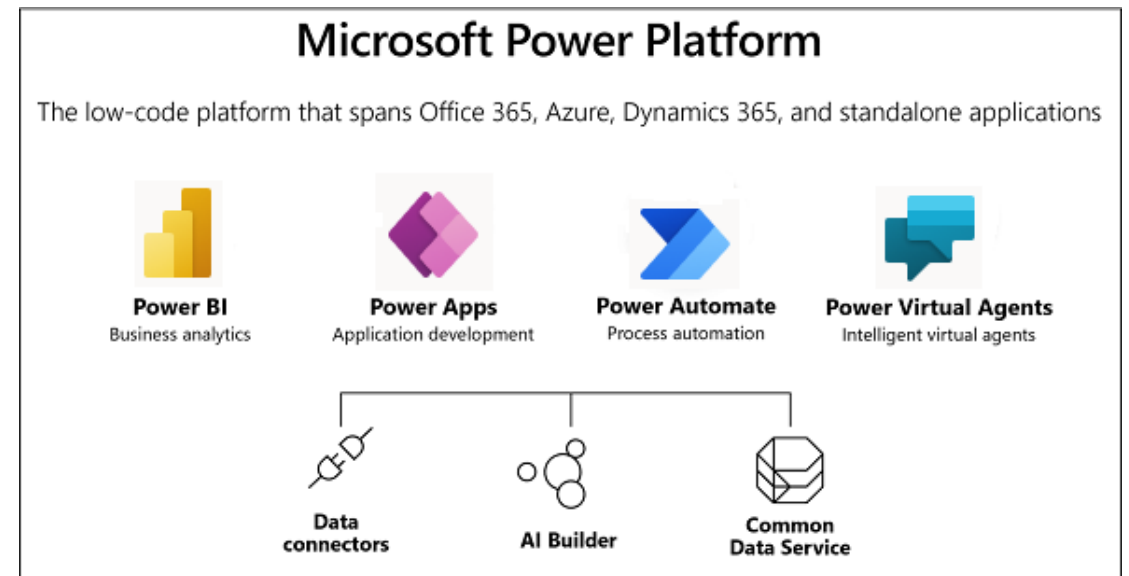 Microsoft Power Platform
The low-code platform that spans Office 365, Azure, Dynamics 365, and standalone applications
Power BI
Business analytics
Power Apps
Application development
Power Automate
Process automation
Power Virtual Agents
Intelligent virtual agents
Data
connectors
AI Builder
Common
Data Service